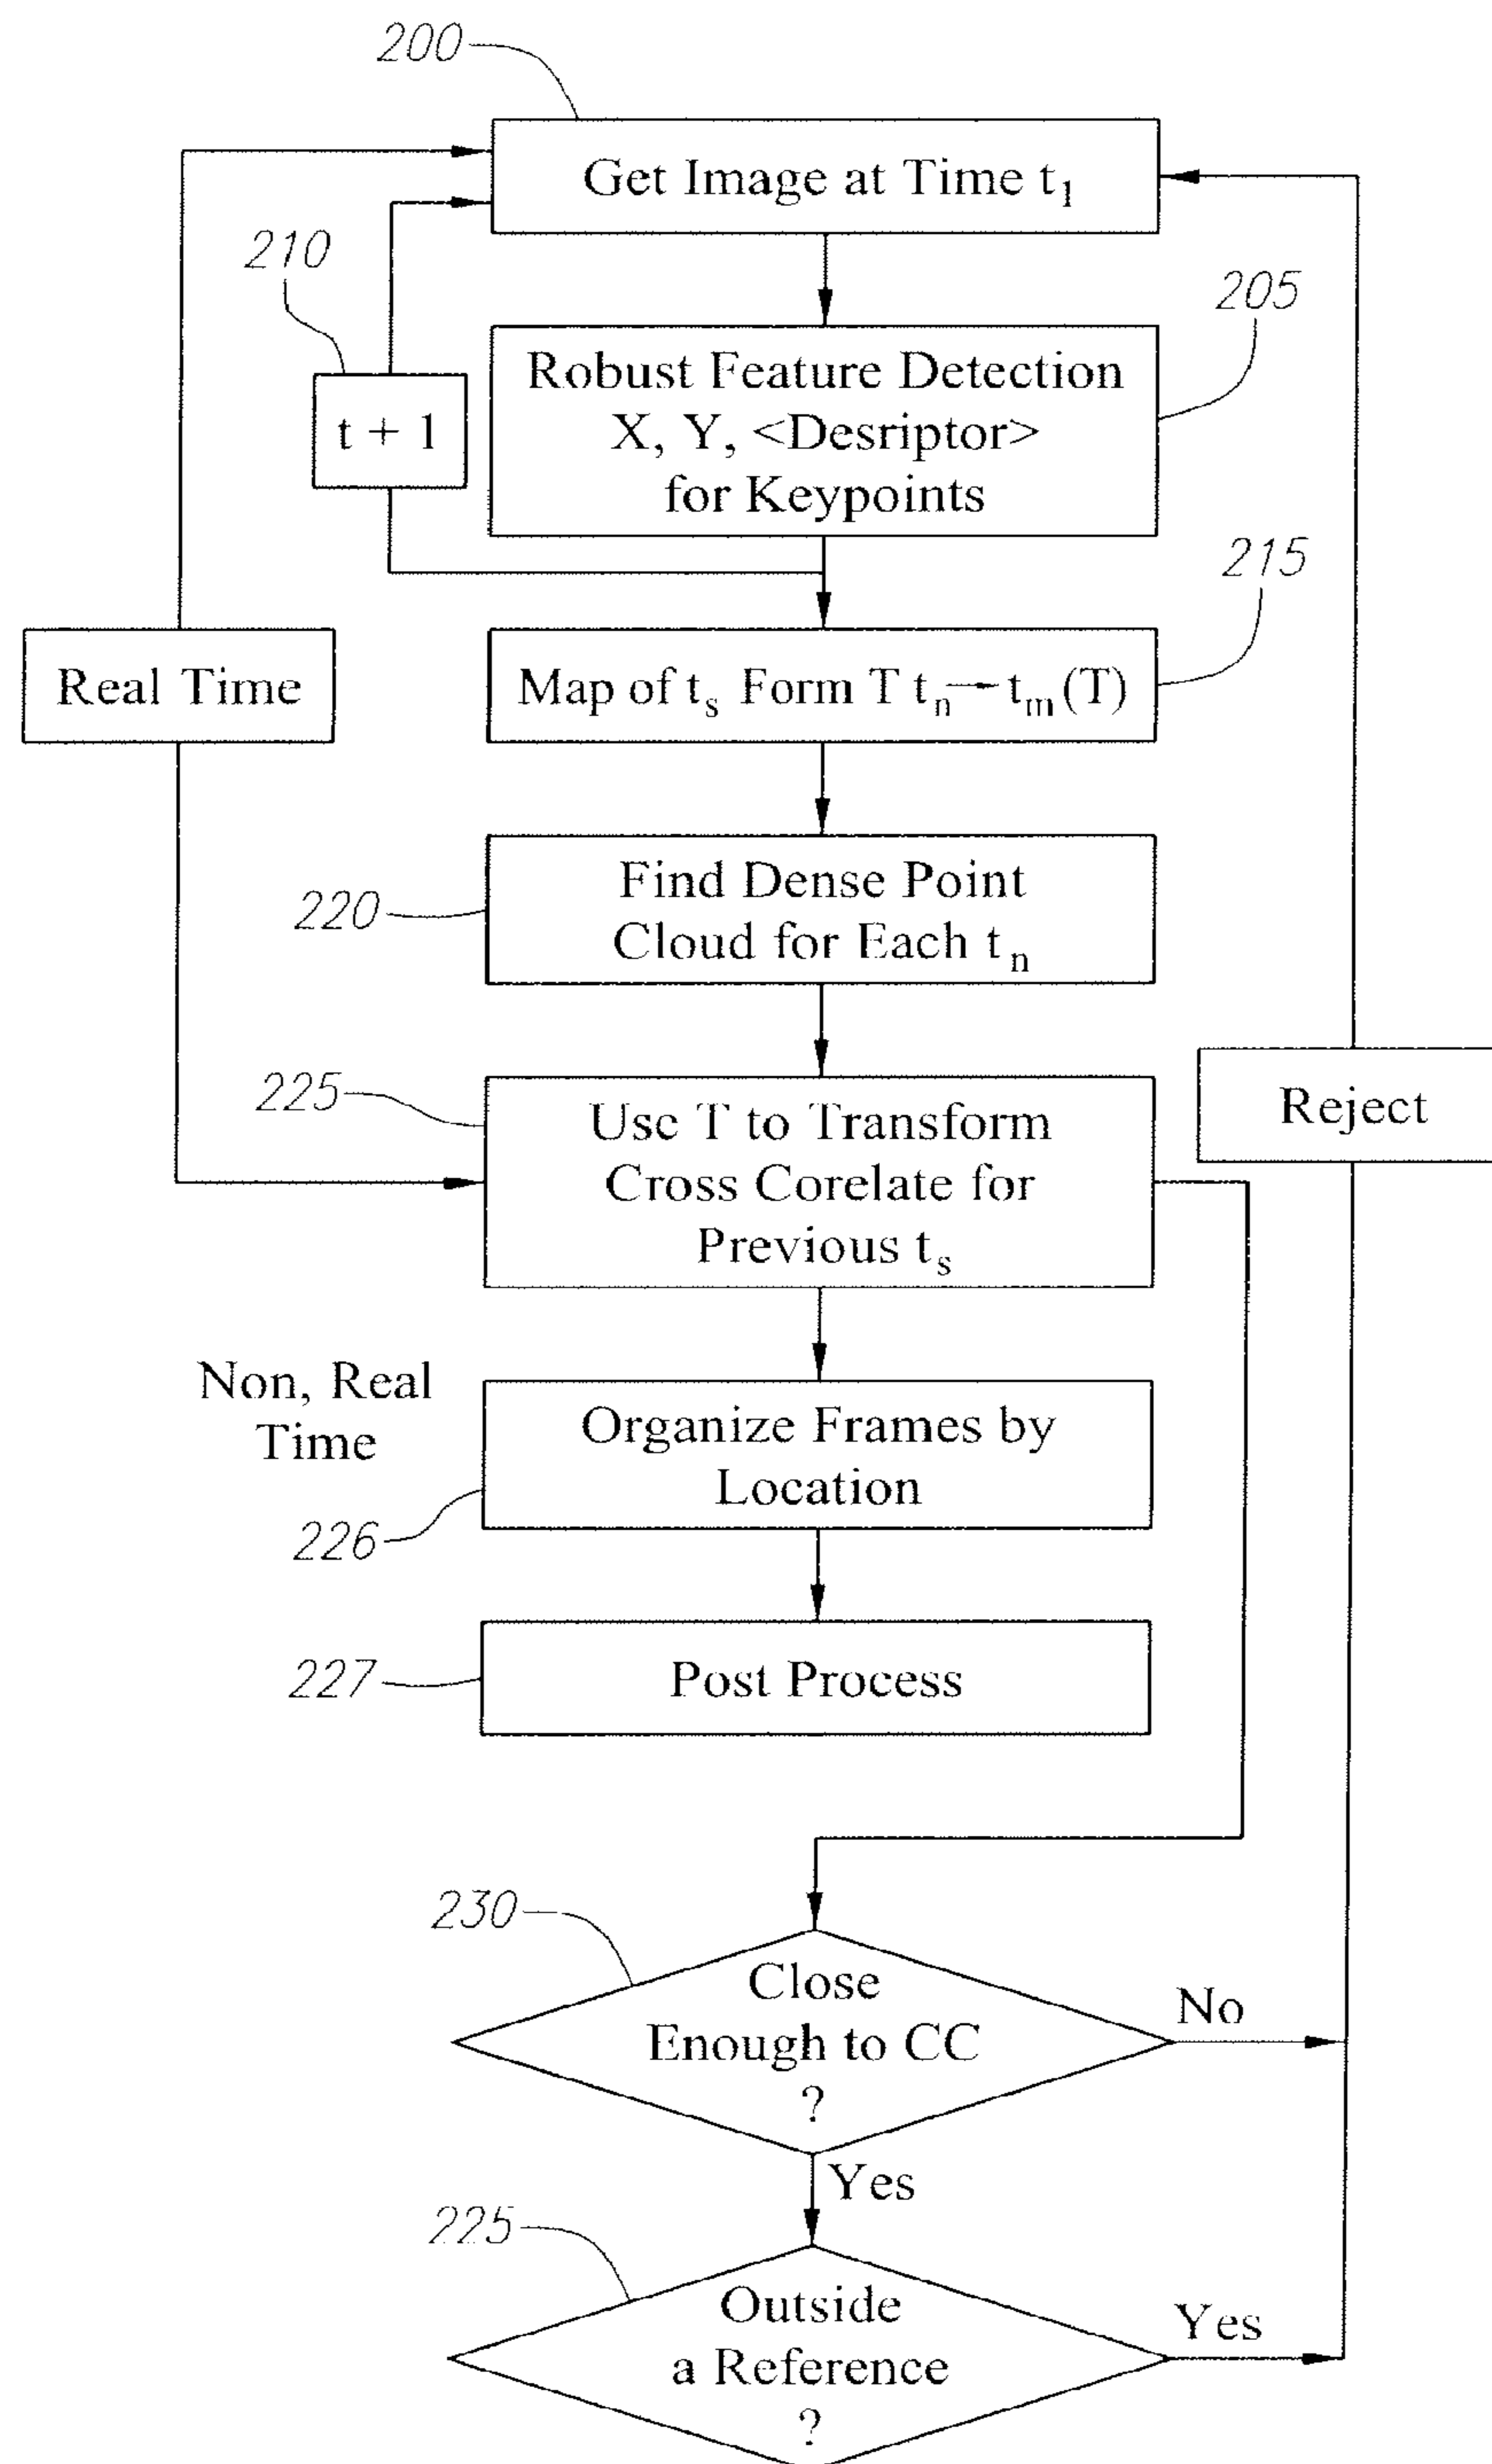 200
Get Image at Time t1
210
205
Robust Feature Detection
X, Y, <Desriptor>
for Keypoints
t + 1
215
Real Time
Map of ts Form T tn → tm (T)
220
Find Dense Point
Cloud for Each tn
225
Use T to Transform
Cross Corelate for
Previous ts
Reject
Non, Real
Time
226
Organize Frames by
Location
227
Post Process
230
Close
Enough to CC
?
No
Yes
225
Outside
a Reference
?
Yes